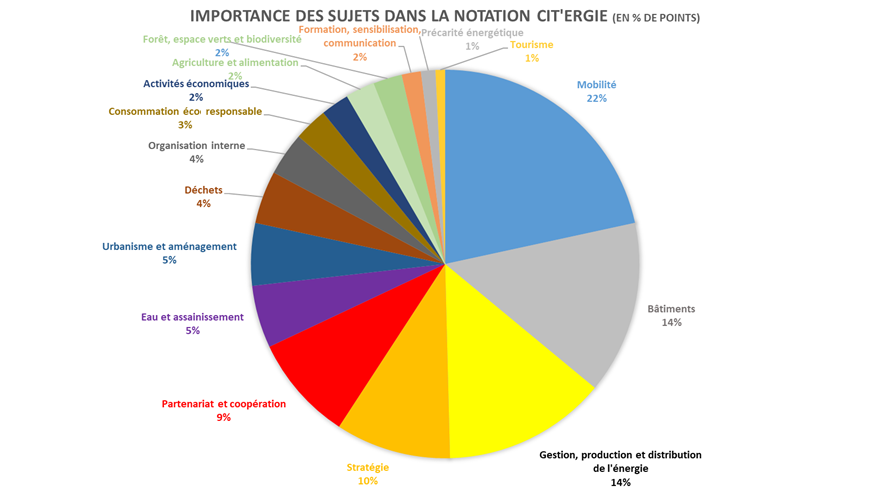 IMPORTANCE DES SUJETS DANS LA NOTATION CIT'ERGIE (EN % DE POINTS)
Mobilité
22%
Bâtiments
14%
Gestion, production et distribution
de l'énergie
14%
Stratégie
10%
Partenariat et coopération
9%
Eau et assainissement
5%
Urbanisme et aménagement
5%
Déchets
4%
Organisation interne
4%
Consommation éco responsable
3%
Activités économiques
2%
Agriculture et alimentation
2%
Forêt, espace verts et biodiversité
2%
Formation, sensibilisation,
communication
2%
Précarité énergétique
1%
Tourisme
1%